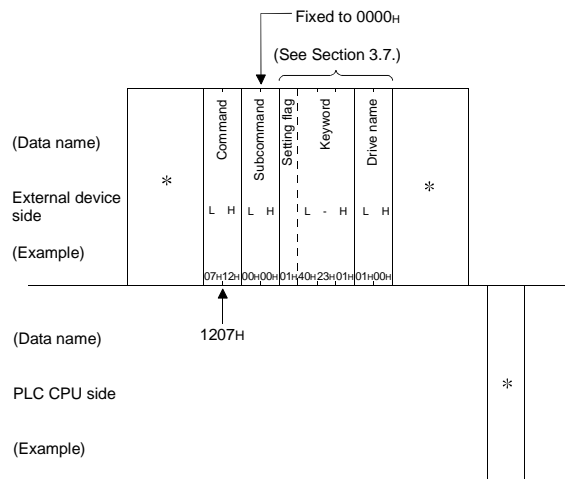 Fixed to 0000H
(See Section 3.7.)
Command
Subcommand
Setting flag
Keyword
Drive name
(Data name)
*
*
External device
side
L H L H L - H L H
(Example)
07H12H00H00H01H40H23H01H01H00H
(Data name)
1207H
PLC CPU side
*
(Example)